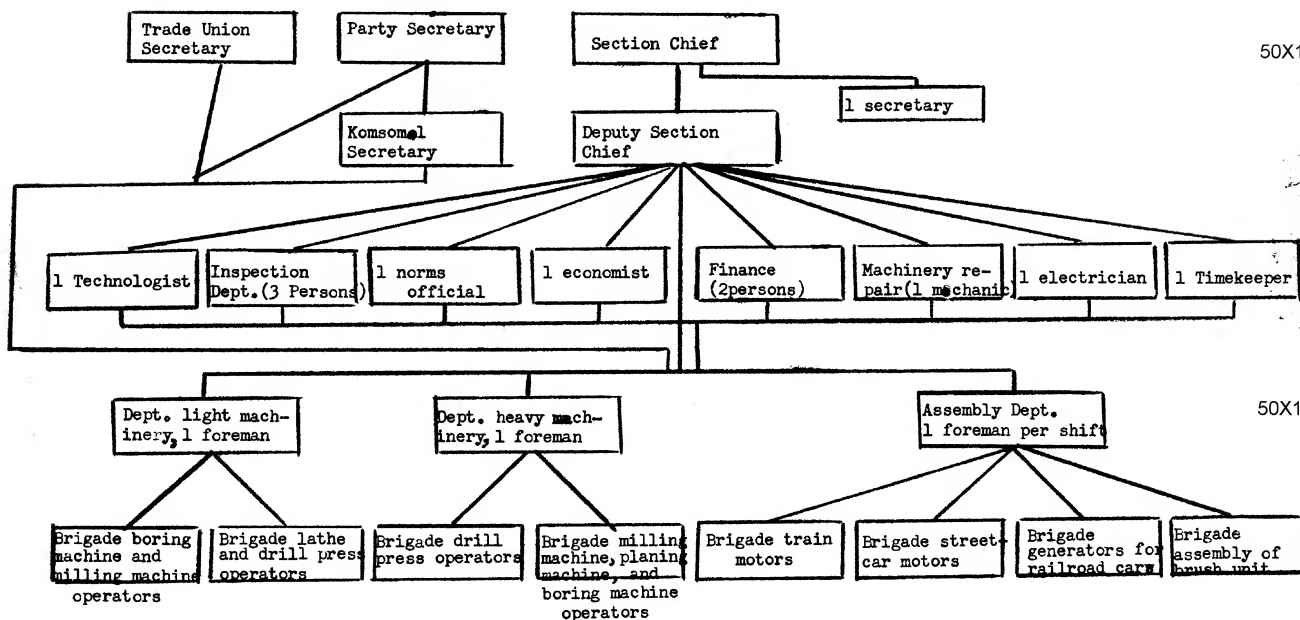 Trade Union
Secretary
Party Secretary
Section Chief
50X1
1 secretary
Komsomol
Secretary
Deputy Section
Chief
1 Technologist
Inspection
Dept.(3 Persons)
1 norms
official
1 economist
Finance
(2persons)
Machinery re-
pair(1 mechanic)
1 electrician
1 Timekeeper
Dept. light mach-
inery, 1 foreman
Dept. heavy mach-
inery, 1 foreman
Assembly Dept.
1 foreman per shift
50X1
Brigade boring
machine and
milling machine
operators
Brigade lathe
and drill press
operators
Brigade drill
press operators
Brigade milling
machine, planing
machine, and
boring machine
operators
Brigade train
motors
Brigade street-
car motors
Brigade
generators for
railroad cars
Brigade
assembly of
brush unit